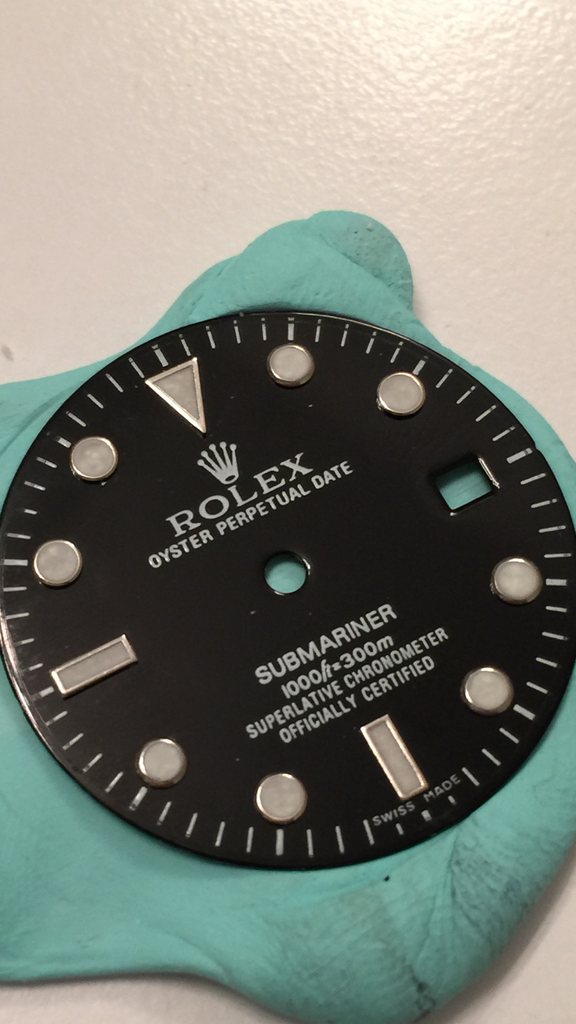 ROLEX
OYSTER PERPETUAL DATE
SUBMARINER
1000ft=300m
SUPERLATIVE CHRONOMETER
OFFICIALLY CERTIFIED
SWISS MADE